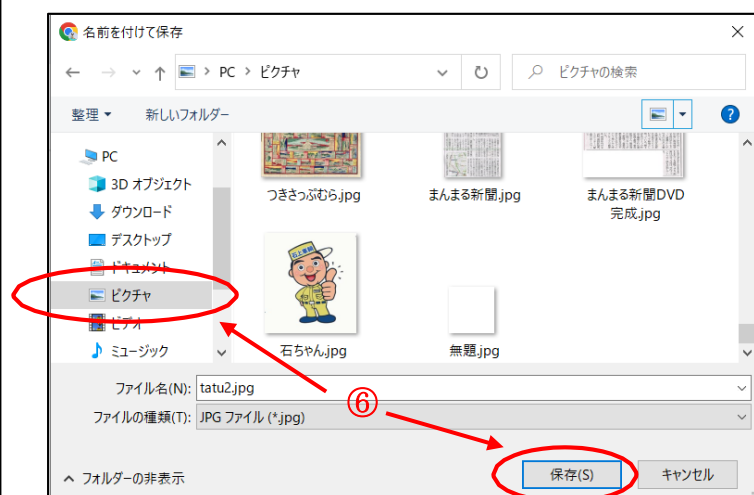 名前を付けて保存
PC > ピクチャ
ピクチャの検索
整理
新しいフォルダー
?
PC
3D オブジェクト
ダウンロード
デスクトップ
ドキュメント
ピクチャ
ビデオ
ミュージック
つきさっぷむら.jpg
まんまる新聞.jpg
まんまる新聞DVD
完成.jpg
石ちゃん.jpg
無題.jpg
ファイル名(N): tatu2.jpg
ファイルの種類(T): JPG ファイル (*.jpg)
⑥
フォルダーの非表示
保存(S)
キャンセル